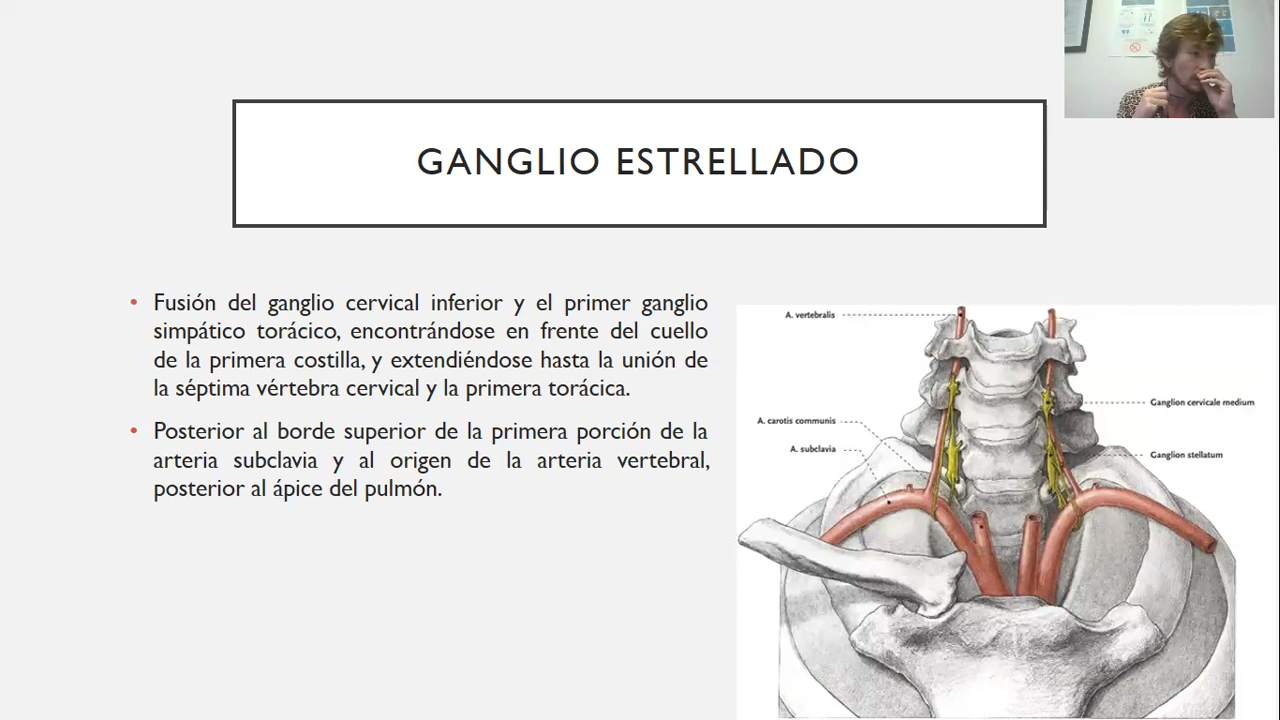 GANGLIO ESTRELLADO
• Fusión del ganglio cervical inferior y el primer ganglio
simpático torácico, encontrándose en frente del cuello
de la primera costilla, y extendiéndose hasta la unión de
la séptima vértebra cervical y la primera torácica.
• Posterior al borde superior de la primera porción de la
arteria subclavia y al origen de la arteria vertebral,
posterior al ápice del pulmón.
A. vertebralis
Ganglion cervicale medium
A. carotis communis
A. subclavia
Ganglion stellatum